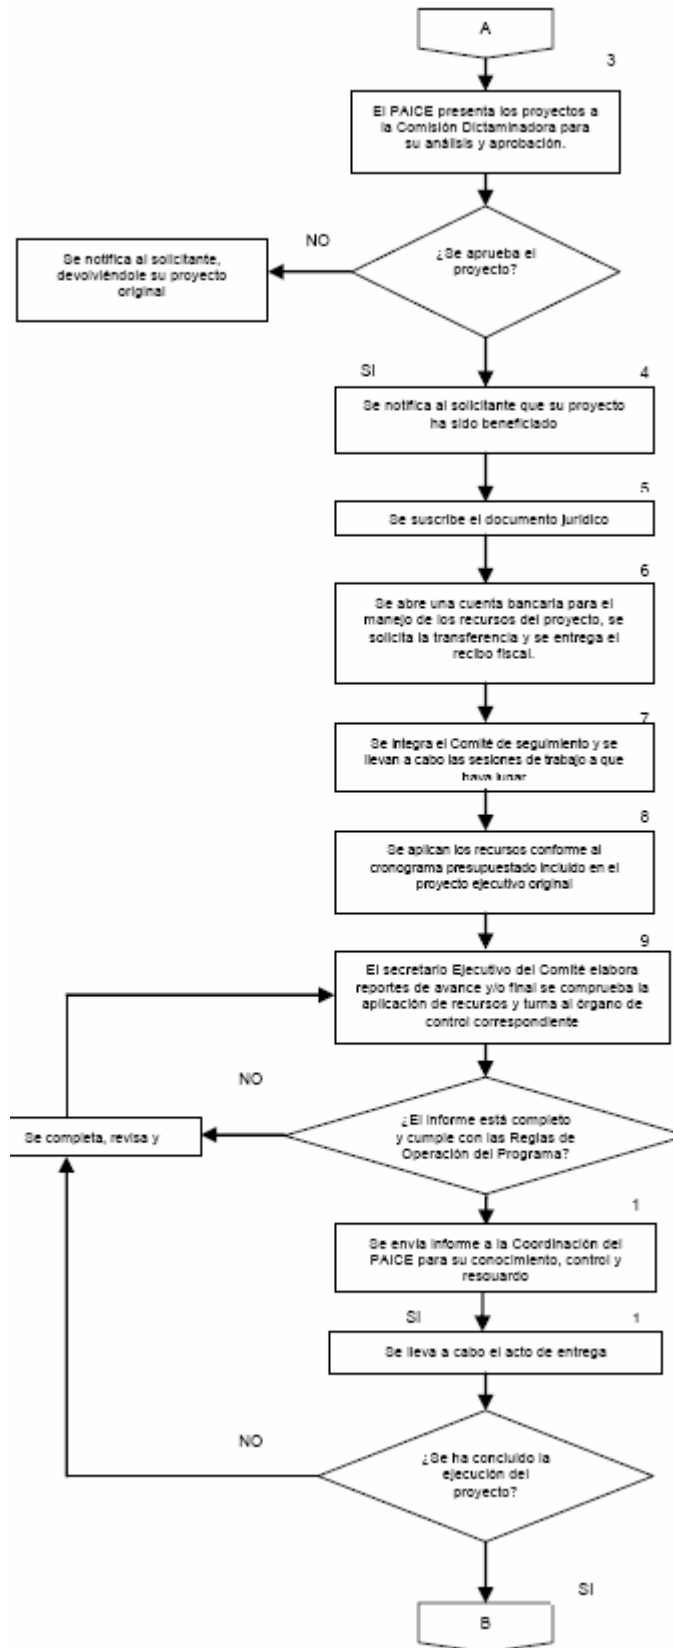 A
3
El PAICE presenta los proyectos a
la Comisión Dictaminadora para
su análisis y aprobación.
NO
¿Se aprueba el
proyecto?
Se notifica al solicitante,
devolviéndole su proyecto
original
SI
4
Se notifica al solicitante que su proyecto
ha sido beneficiado
5
Se suscribe el documento jurídico
6
Se abre una cuenta bancaria para el
manejo de los recursos del proyecto, se
solicita la transferencia y se entrega el
recibo fiscal.
7
Se integra el Comité de seguimiento y se
llevan a cabo las sesiones de trabajo a que
haya lugar
8
Se aplican los recursos conforme al
cronograma presupuestado incluido en el
proyecto ejecutivo original
9
El secretario Ejecutivo del Comité elabora
reportes de avance y/o final se comprueba la
aplicación de recursos y turna al órgano de
control correspondiente
NO
¿El informe está completo
y cumple con las Reglas de
Operación del Programa?
Se completa, revisa y
1
Se envía informe a la Coordinación del
PAICE para su conocimiento, control y
resguardo
SI
1
Se lleva a cabo el acto de entrega
NO
¿Se ha concluido la
ejecución del
proyecto?
SI
B